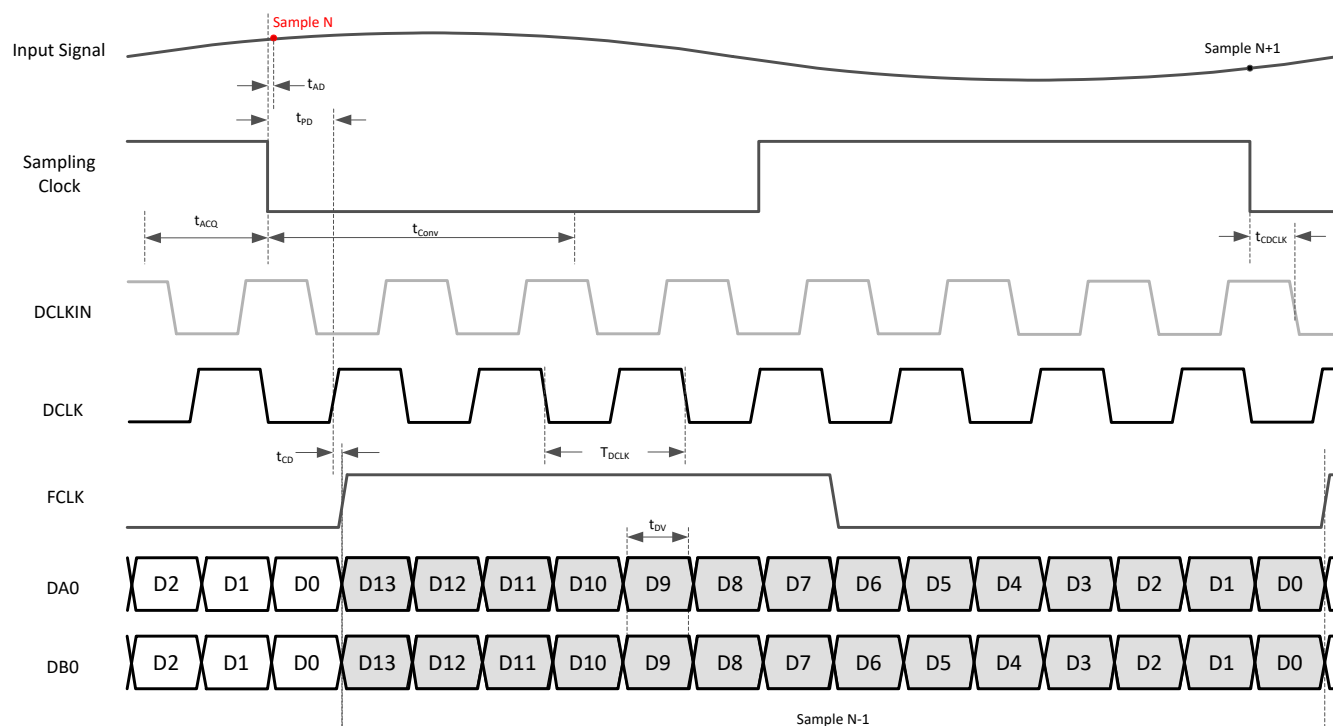 Sample N
Input Signal
Sample N+1
tAD
tPD
Sampling
Clock
tACQ
tConv
tCDCLK
DCLKIN
DCLK
tCD
TDCLK
FCLK
tDV
DA0
D2 D1 D0 D13 D12 D11 D10 D9 D8 D7 D6 D5 D4 D3 D2 D1 D0
DB0
D2 D1 D0 D13 D12 D11 D10 D9 D8 D7 D6 D5 D4 D3 D2 D1 D0
Sample N-1